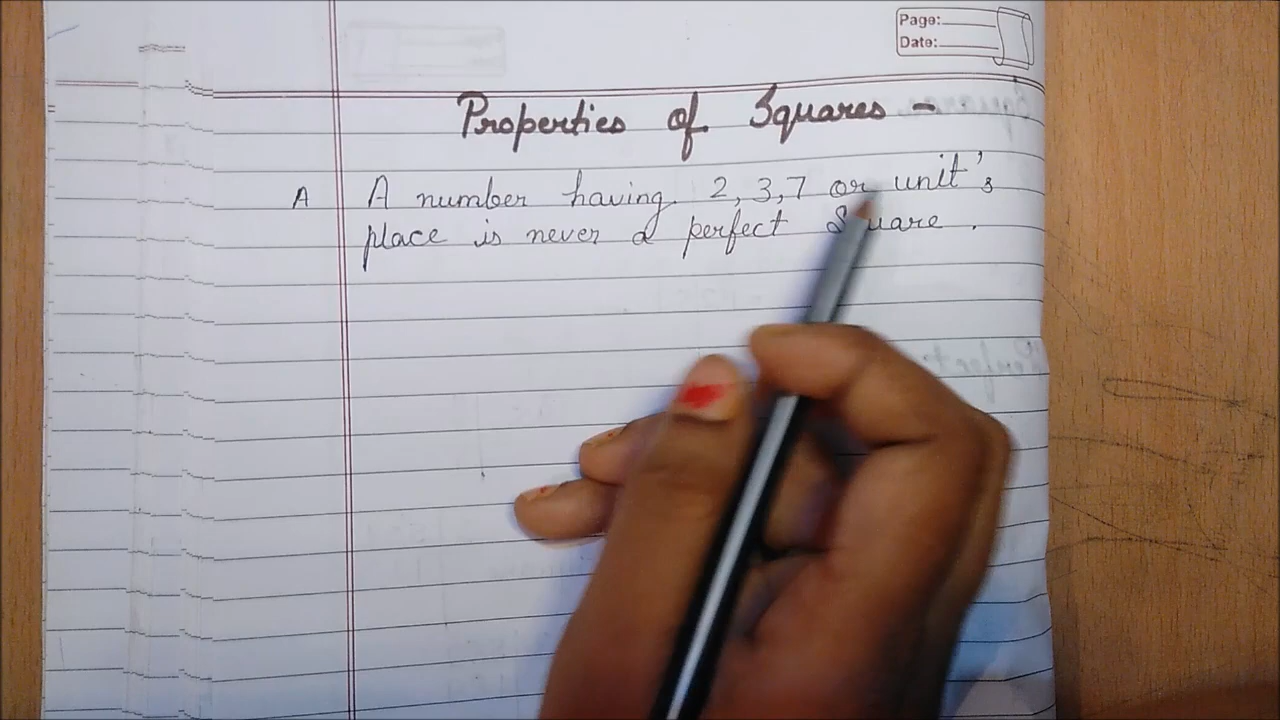 Page:
Date:
Properties of Squares -
A A number having 2, 3, 7 or unit's
place is never a perfect Square.